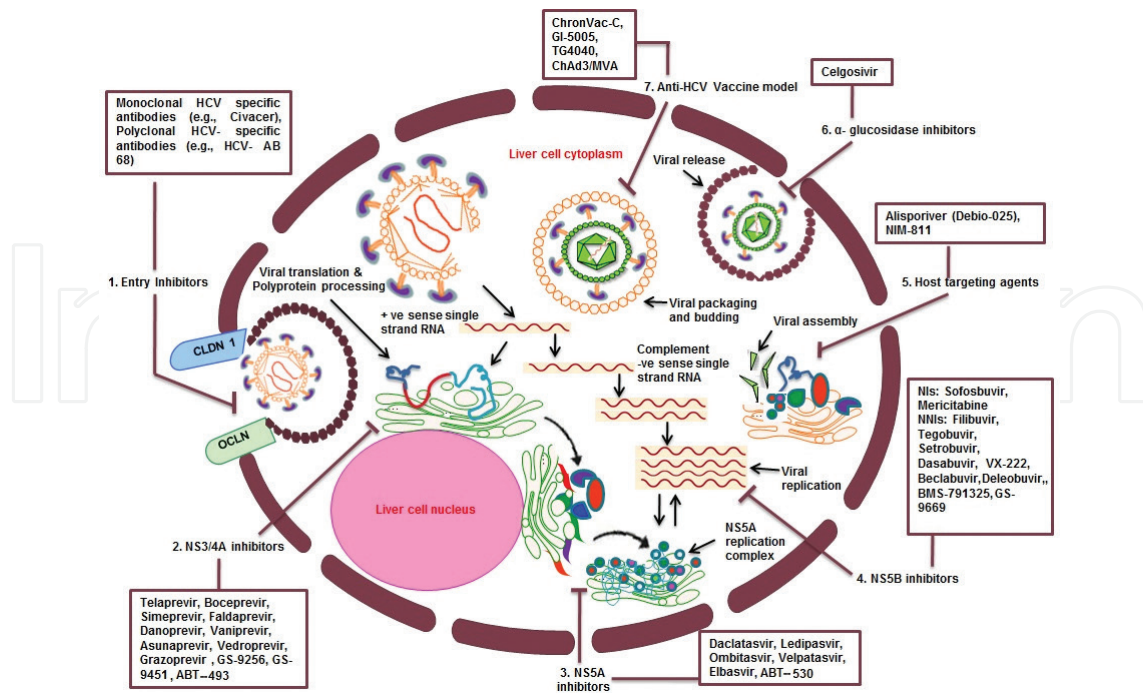 ChronVac-C,
GI-5005,
TG4040,
ChAd3/MVA
7. Anti-HCV Vaccine model
Celgosivir
6. α- glucosidase inhibitors
Monoclonal HCV specific
antibodies (e.g., Civacer),
Polyclonal HCV- specific
antibodies (e.g., HCV- AB
68)
Liver cell cytoplasm
Viral release
Alisporiver (Debio-025),
NIM-811
5. Host targeting agents
1. Entry Inhibitors
Viral translation &
Polyprotein processing
+ ve sense single
strand RNA
Viral packaging
and budding
Viral assembly
CLDN 1
OCLN
Complement
-ve sense single
strand RNA
NIs: Sofosbuvir,
Mericitabine
NNIs: Filibuvir,
Tegobuvir,
Setrobuvir,
Dasabuvir, VX-222,
Beclabuvir,Deleobuvir,,
BMS-791325,GS-
9669
Viral
replication
Liver cell nucleus
NS5A
replication
complex
2. NS3/4A inhibitors
4. NS5B inhibitors
Telaprevir, Boceprevir,
Simeprevir, Faldaprevir,
Danoprevir, Vaniprevir,
Asunaprevir, Vedroprevir,
Grazoprevir , GS-9256, GS-
9451 , ABT--493
3. NS5A
inhibitors
Daclatasvir, Ledipasvir,
Ombitasvir, Velpatasvir,
Elbasvir, ABT--530